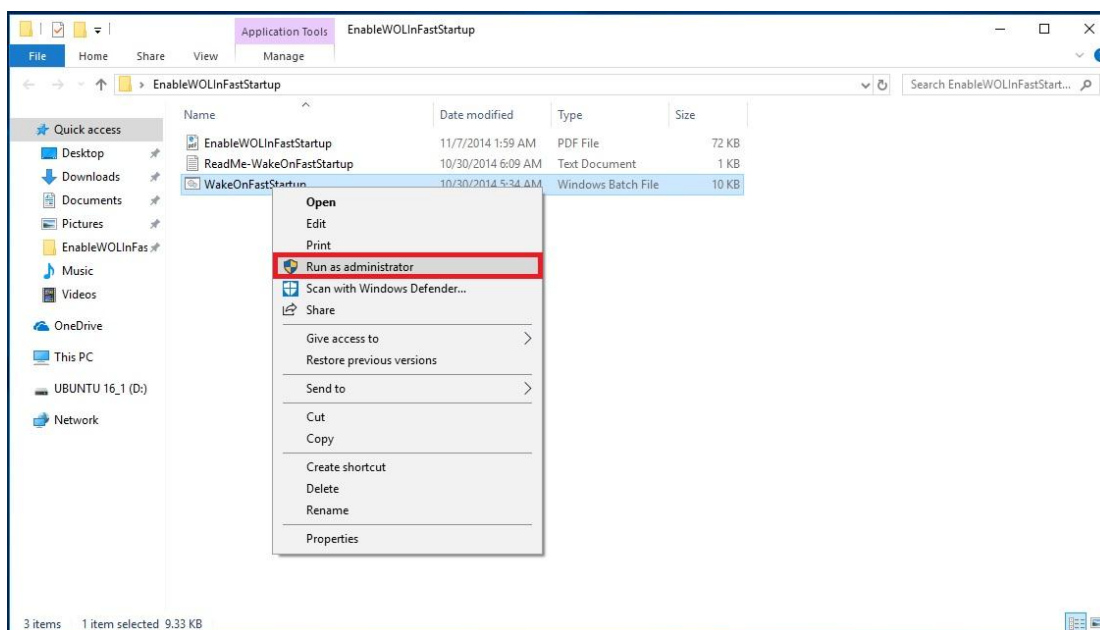 Application Tools EnableWOLInFastStartup
File Home Share View Manage
EnableWOLInFastStartup Search EnableWOLInFastStart...
Name Date modified Type Size
Quick access
EnableWOLInFastStartup 11/7/2014 1:59 AM PDF File 72 KB
Desktop
ReadMe-WakeOnFastStartup 10/30/2014 6:09 AM Text Document 1 KB
Downloads
WakeOnFastStartup 10/30/2014 5:34 AM Windows Batch File 10 KB
Documents
Pictures
EnableWOLInFas
Music
Videos
OneDrive
This PC
UBUNTU 16_1 (D:)
Network
Open
Edit
Print
Run as administrator
Scan with Windows Defender...
Share
Give access to
Restore previous versions
Send to
Cut
Copy
Create shortcut
Delete
Rename
Properties
3 items 1 item selected 9.33 KB